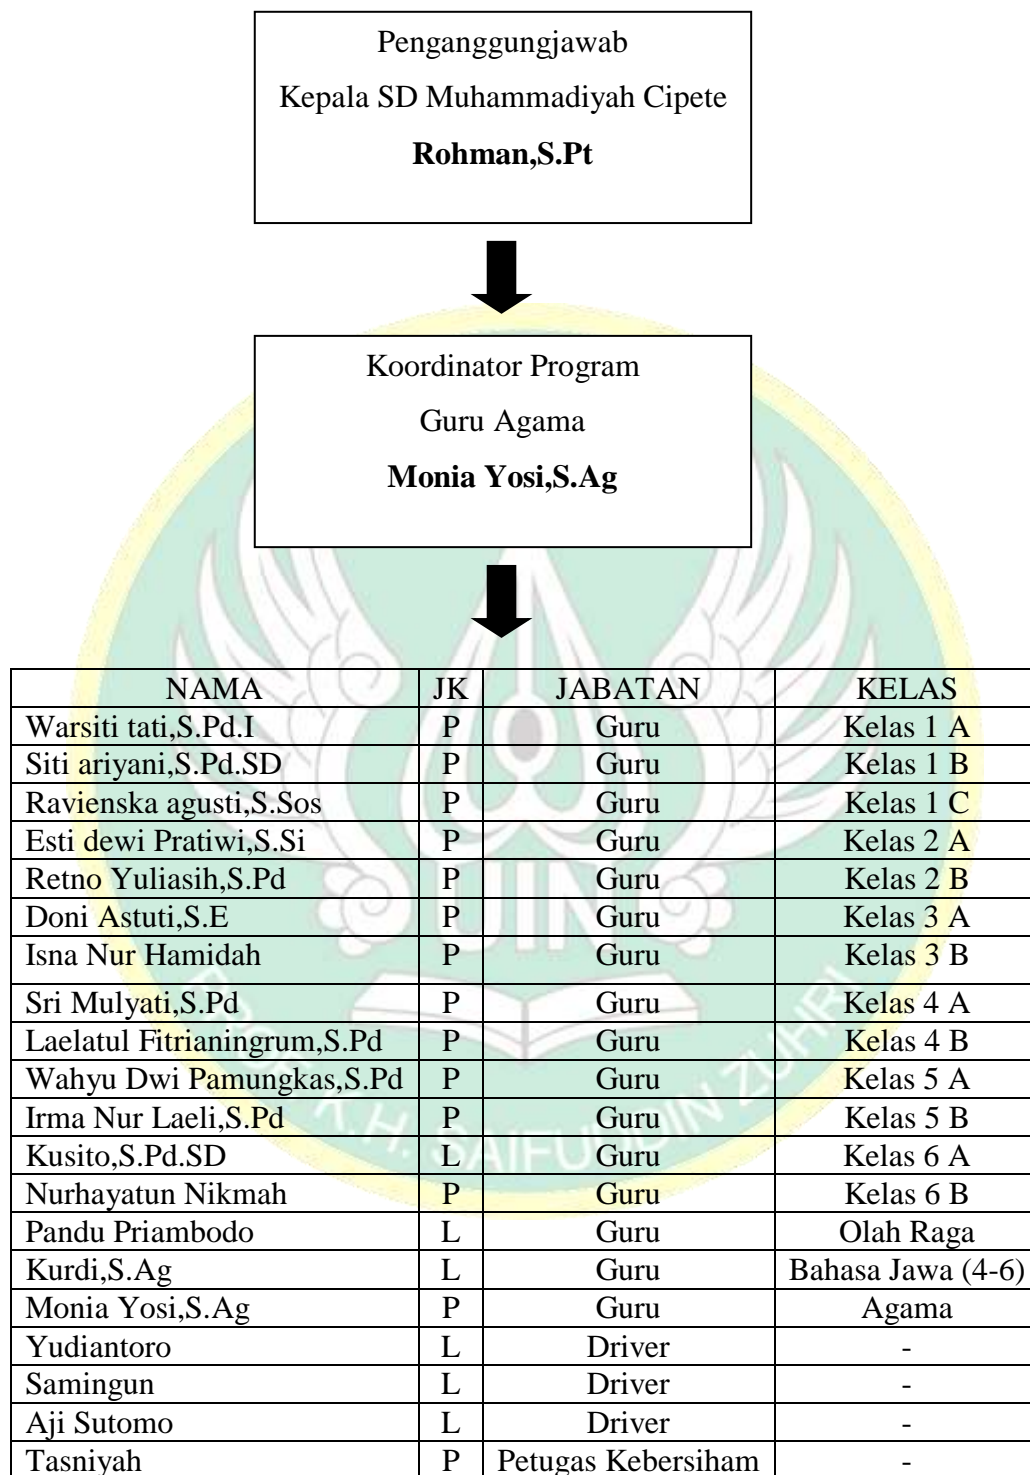 Penganggungjawab
Kepala SD Muhammadiyah Cipete
Rohman,S.Pt
Koordinator Program
Guru Agama
Monia Yosi,S.Ag
NAMA JK JABATAN KELAS
Warsiti tati,S.Pd.I P Guru Kelas 1 A
Siti ariyani,S.Pd.SD P Guru Kelas 1 B
Ravienska agusti,S.Sos P Guru Kelas 1 C
Esti dewi Pratiwi,S.Si P Guru Kelas 2 A
Retno Yuliasih,S.Pd P Guru Kelas 2 B
Doni Astuti,S.E P Guru Kelas 3 A
Isna Nur Hamidah P Guru Kelas 3 B
Sri Mulyati,S.Pd P Guru Kelas 4 A
Laelatul Fitrianingrum,S.Pd P Guru Kelas 4 B
Wahyu Dwi Pamungkas,S.Pd P Guru Kelas 5 A
Irma Nur Laeli,S.Pd P Guru Kelas 5 B
Kusito,S.Pd.SD L Guru Kelas 6 A
Nurhayatun Nikmah P Guru Kelas 6 B
Pandu Priambodo L Guru Olah Raga
Kurdi,S.Ag L Guru Bahasa Jawa (4-6)
Monia Yosi,S.Ag P Guru Agama
Yudiantoro L Driver -
Samingun L Driver -
Aji Sutomo L Driver -
Tasniyah P Petugas Kebersiham -
UIN
PROF. K.H. SAIFUDDIN ZUHRI